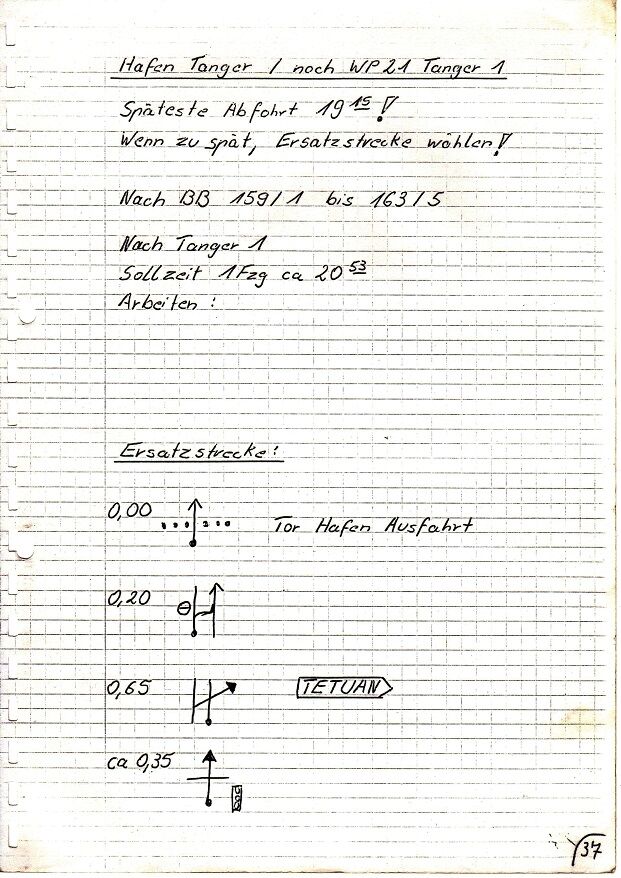 Hafen Tanger / noch WP21 Tanger 1
Späteste Abfahrt 19 15!
Wenn zu spät, Ersatzstrecke wählen!
Nach BB 159/1 bis 163/5
Nach Tanger 1
Sollzeit 1Fzg ca 20 53
Arbeiten:
Ersatzstrecke:
0,00 Tor Hafen Ausfahrt
0,20
0,65 TETUAN
ca 0,35
37